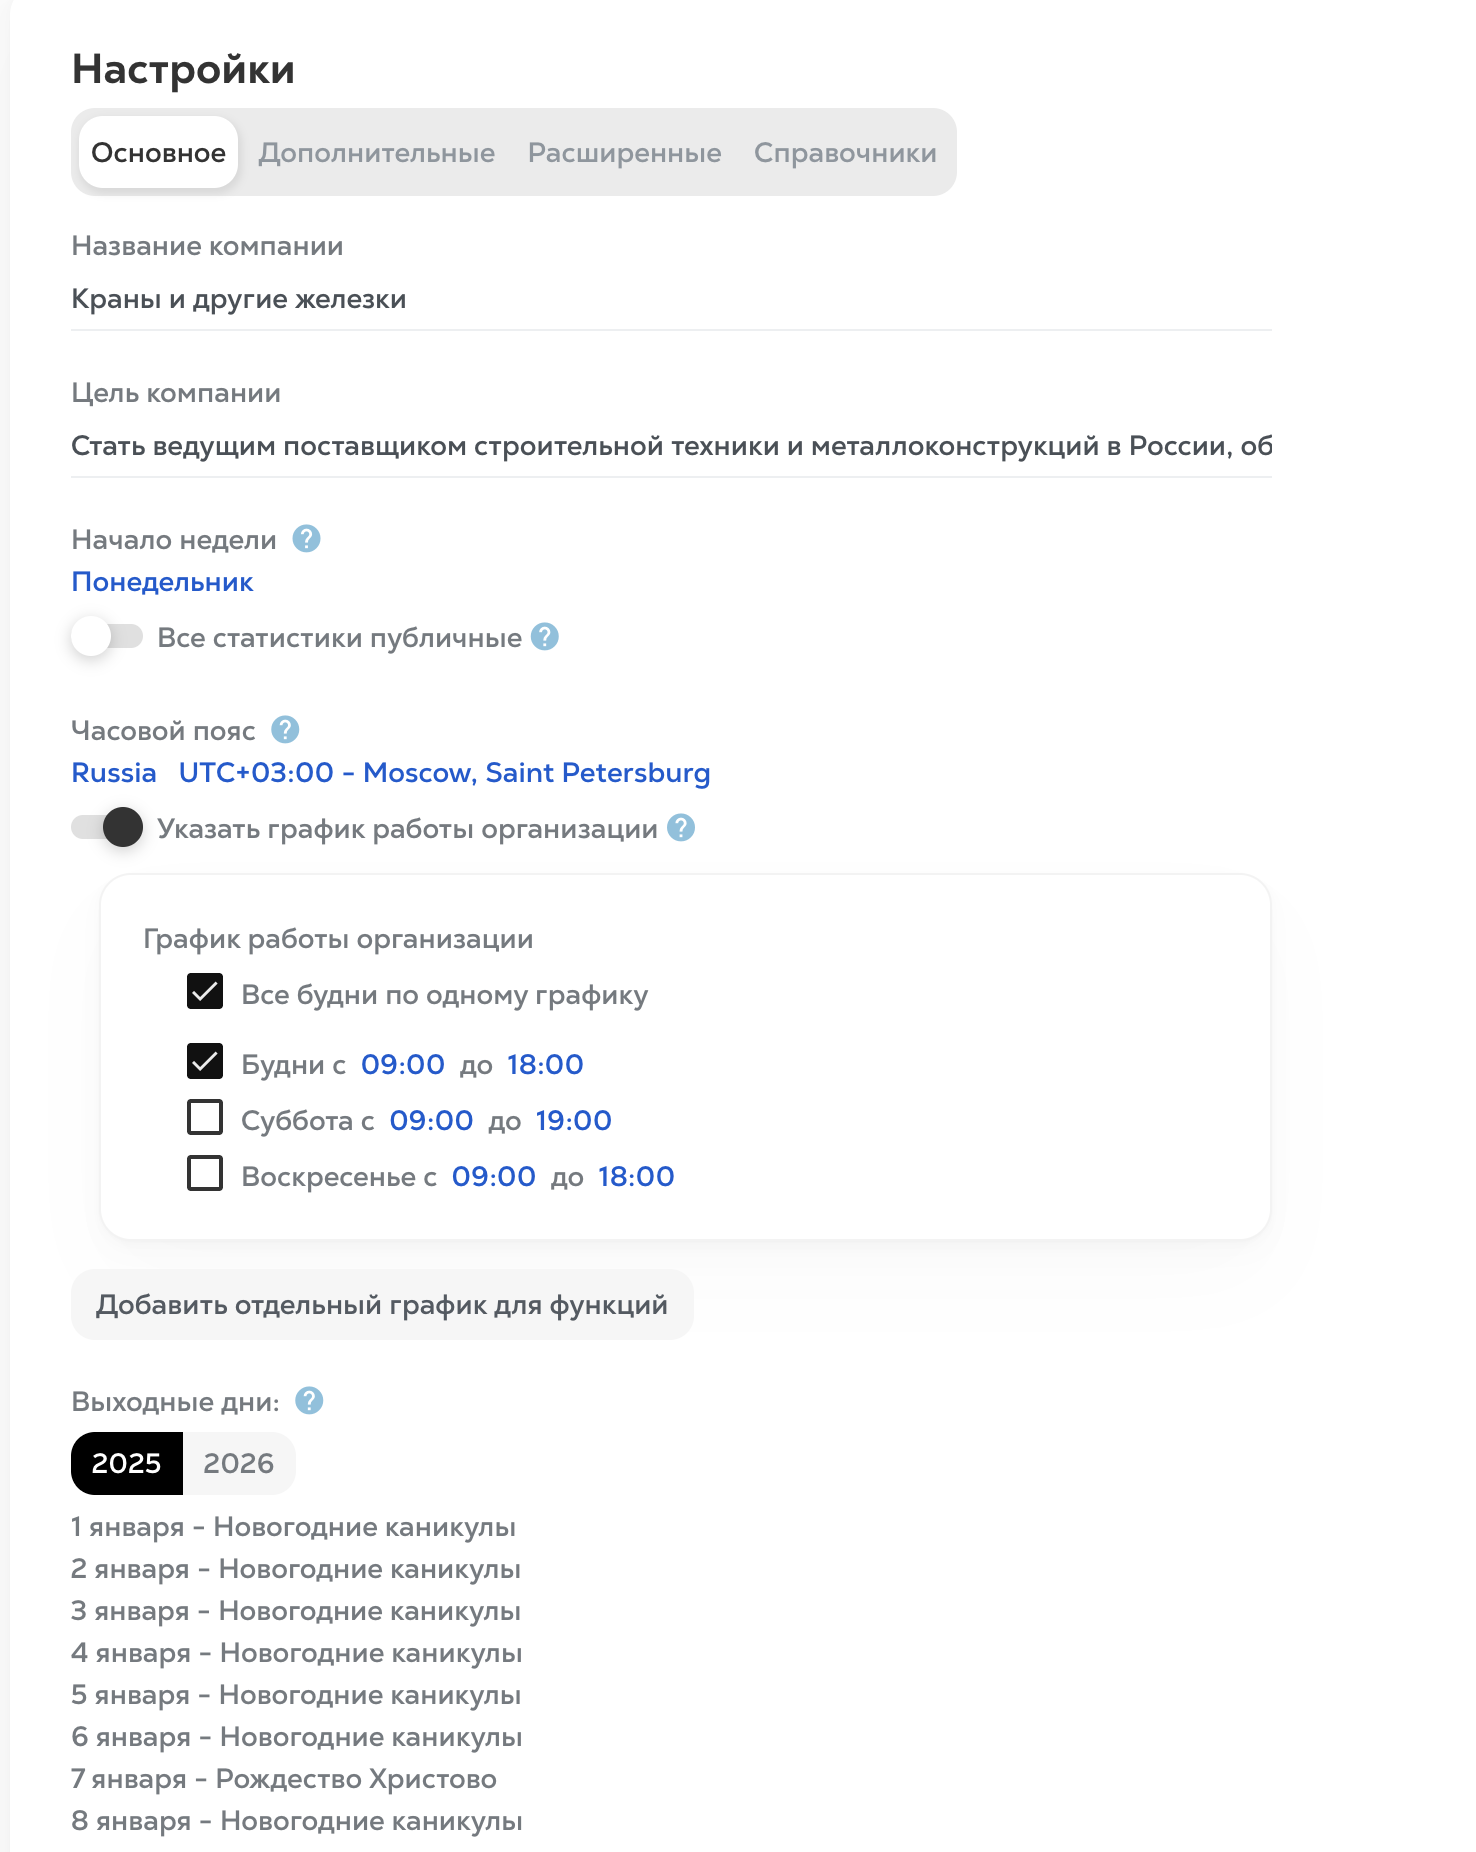 Настройки
Основное Дополнительные Расширенные Справочники
Название компании
Краны и другие железки
Цель компании
Стать ведущим поставщиком строительной техники и металлоконструкций в России, об
Начало недели ?
Понедельник
Все статистики публичные ?
Часовой пояс ?
Russia UTC+03:00 - Moscow, Saint Petersburg
Указать график работы организации ?
График работы организации
Все будни по одному графику
Будни с 09:00 до 18:00
Суббота с 09:00 до 19:00
Воскресенье с 09:00 до 18:00
Добавить отдельный график для функций
Выходные дни: ?
2025 2026
1 января - Новогодние каникулы
2 января - Новогодние каникулы
3 января - Новогодние каникулы
4 января - Новогодние каникулы
5 января - Новогодние каникулы
6 января - Новогодние каникулы
7 января - Рождество Христово
8 января - Новогодние каникулы